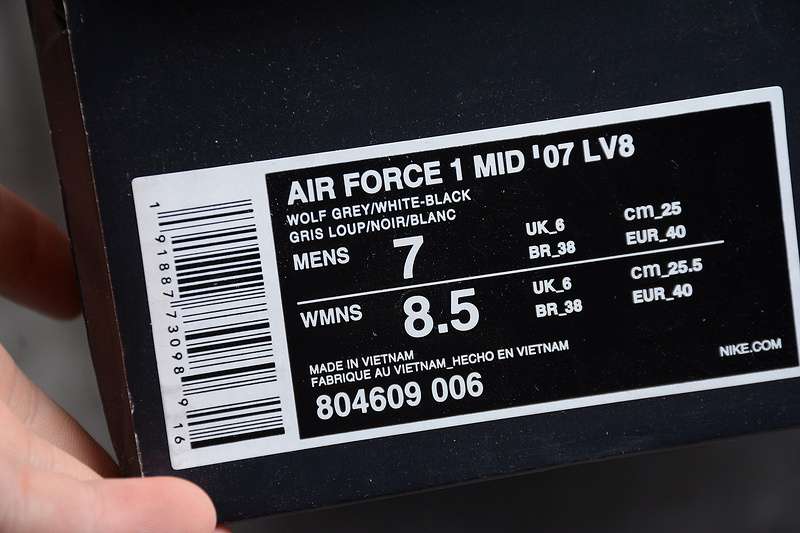 AIR FORCE 1 MID '07 LV8
WOLF GREY/WHITE-BLACK
GRIS LOUP/NOIR/BLANC
MENS 7 UK_6 cm_25
BR_38 EUR_40
WMNS 8.5 UK_6 cm_25.5
BR_38 EUR_40
MADE IN VIETNAM
FABRIQUE AU VIETNAM_HECHO EN VIETNAM
804609 006
NIKE.COM
1 91887 73098 9 16